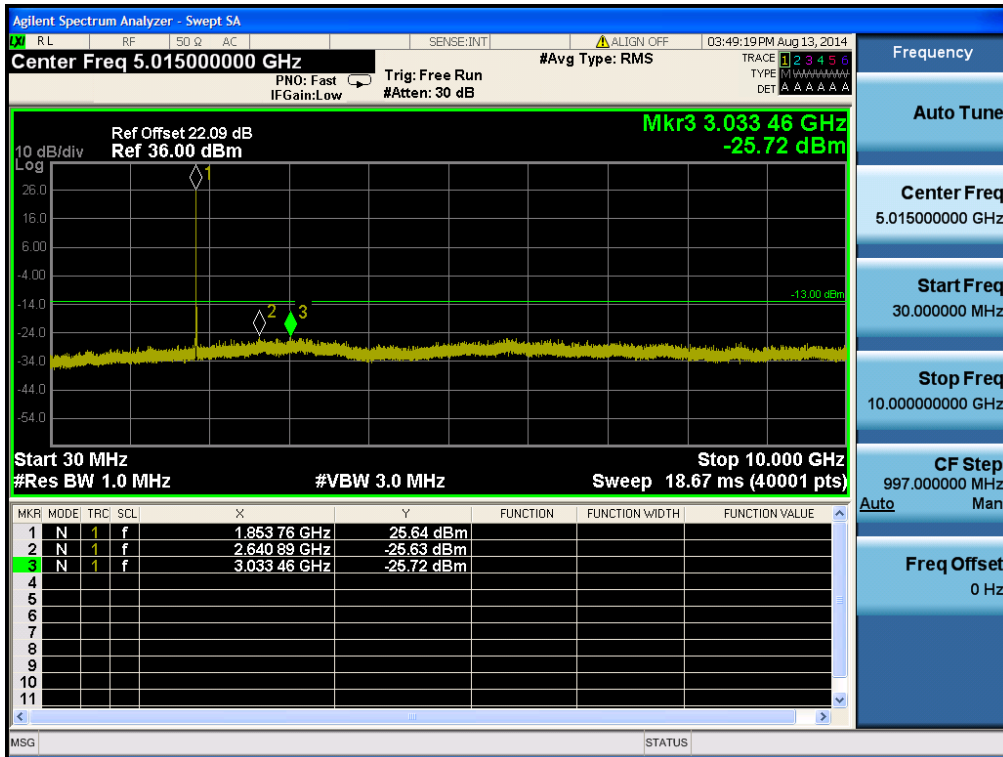 Agilent Spectrum Analyzer - Swept SA
LXI RL RF 50 Ω AC SENSE:INT ALIGN OFF 03:49:19 PM Aug 13, 2014
Center Freq 5.015000000 GHz
PNO: Fast
IFGain:Low
Trig: Free Run
#Atten: 30 dB
#Avg Type: RMS
TRACE 1 2 3 4 5 6
TYPE M WWWWW
DET A A A A A A
Mkr3 3.033 46 GHz
-25.72 dBm
Ref Offset 22.09 dB
10 dB/div Ref 36.00 dBm
Log
26.0
16.0
6.00
-4.00
-14.0
-24.0
-34.0
-44.0
-54.0
1
2
3
-13.00 dBm
Start 30 MHz Stop 10.000 GHz
#Res BW 1.0 MHz #VBW 3.0 MHz Sweep 18.67 ms (40001 pts)
MKR MODE TRC SCL X Y FUNCTION FUNCTION WIDTH FUNCTION VALUE
1 N 1 f 1.853 76 GHz 25.64 dBm
2 N 1 f 2.640 89 GHz -25.63 dBm
3 N 1 f 3.033 46 GHz -25.72 dBm
4
5
6
7
8
9
10
11
MSG STATUS
Frequency
Auto Tune
Center Freq
5.015000000 GHz
Start Freq
30.000000 MHz
Stop Freq
10.000000000 GHz
CF Step
997.000000 MHz
Auto Man
Freq Offset
0 Hz